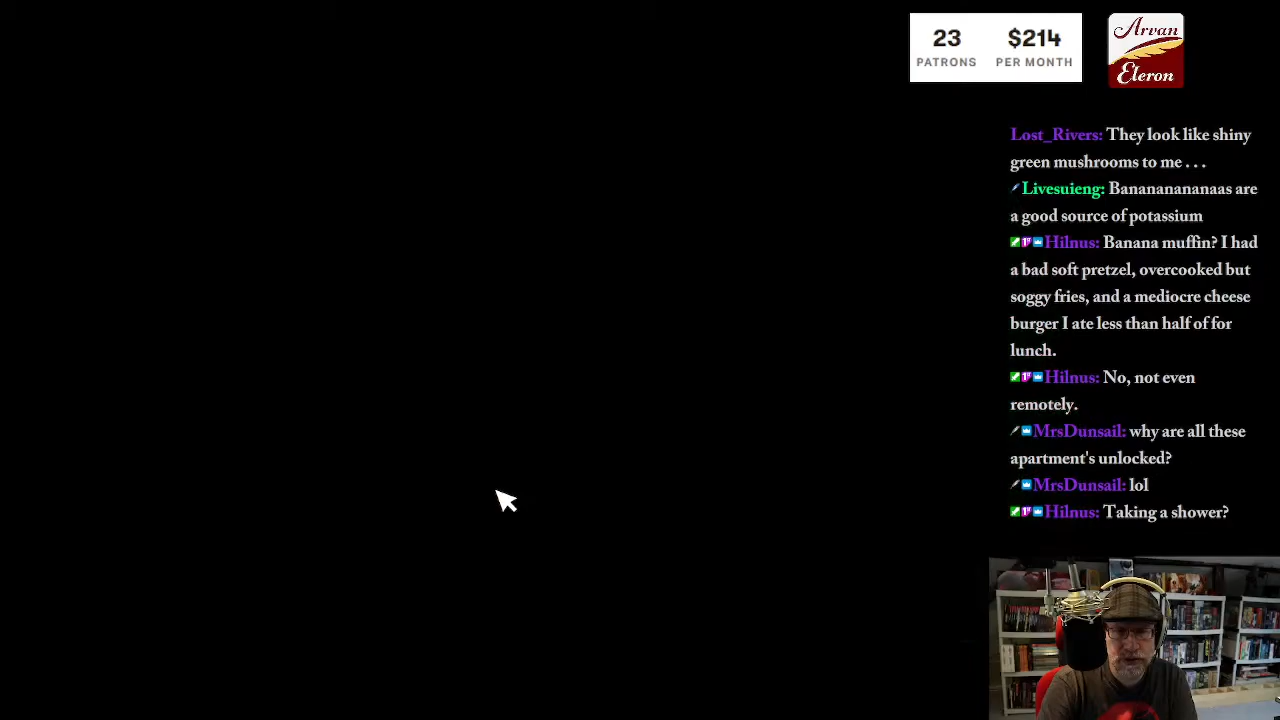 23
$214
PATRONS
PER MONTH
Arvan
Eleron
Lost_Rivers: They look like shiny
green mushrooms to me . . .
Livesuieng: Banananananaas are
a good source of potassium
Hilnus: Banana muffin? I had
a bad soft pretzel, overcooked but
soggy fries, and a mediocre cheese
burger I ate less than half of for
lunch.
Hilnus: No, not even
remotely.
MrsDunsail: why are all these
apartment's unlocked?
MrsDunsail: lol
Hilnus: Taking a shower?